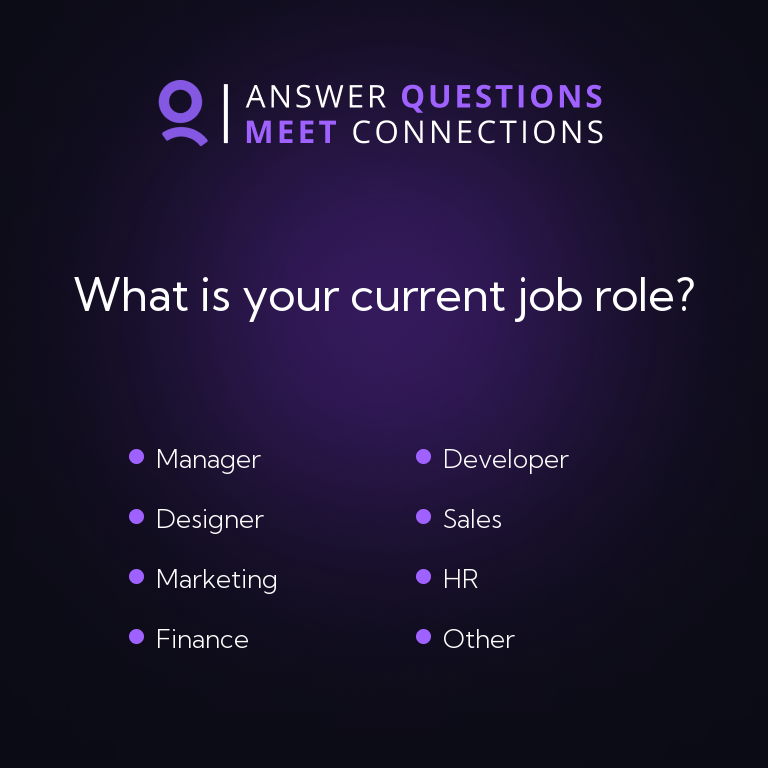 ANSWER QUESTIONS
MEET CONNECTIONS
What is your current job role?
Manager
Designer
Marketing
Finance
Developer
Sales
HR
Other